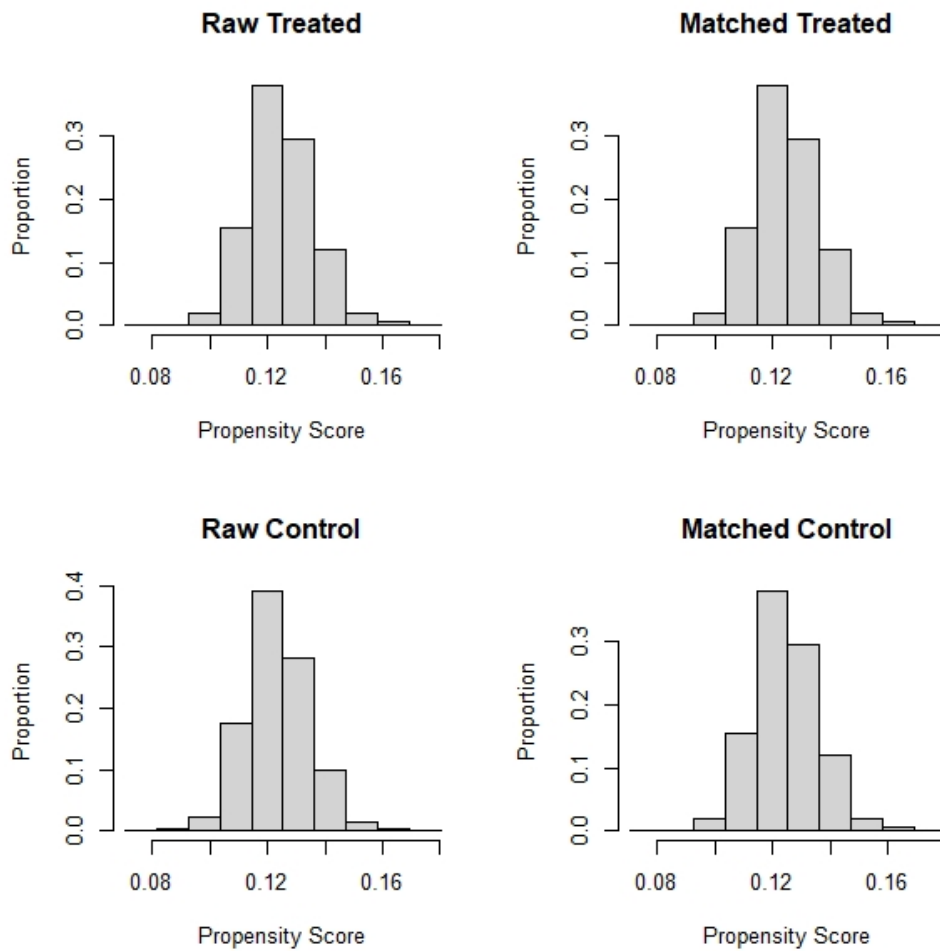 Raw Treated
Proportion
0.3
0.2
0.1
0.0
0.08 0.12 0.16
Propensity Score
Matched Treated
Proportion
0.3
0.2
0.1
0.0
0.08 0.12 0.16
Propensity Score
Raw Control
Proportion
0.4
0.3
0.2
0.1
0.0
0.08 0.12 0.16
Propensity Score
Matched Control
Proportion
0.3
0.2
0.1
0.0
0.08 0.12 0.16
Propensity Score